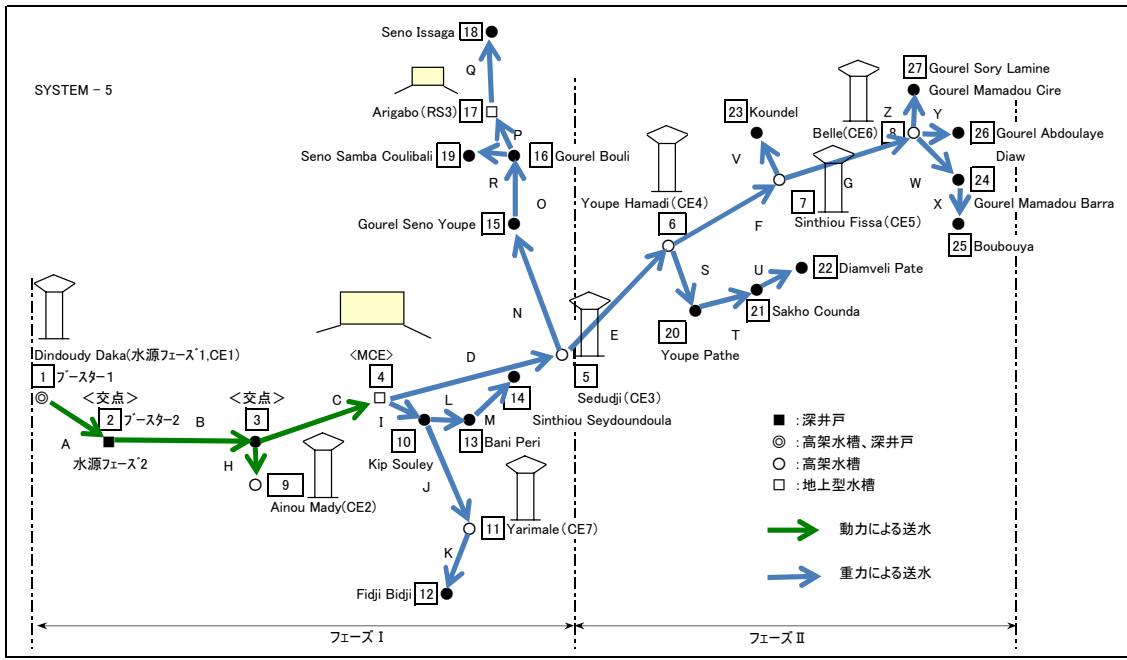 SYSTEM – 5
Seno Issaga 18
Q
Arigabo(RS3) 17
P
Seno Samba Coulibali 19
16 Gourel Bouli
R
O
Gourel Seno Youpe 15
N
27 Gourel Sory Lamine
Gourel Mamadou Cire
23 Koundel
Z
Y
Belle(CE6) 8
26 Gourel Abdoulaye
Diaw
V
G
W
24
7
X
Gourel Mamadou Barra
Youpe Hamadi(CE4)
6
F
Sinthiou Fissa(CE5)
25 Boubouya
S
U
22 Diamveli Pate
21 Sakho Counda
20
T
Youpe Pathe
E
Dindoudy Daka(水源フェーズ1,CE1)
1 ブースター1
<交点>
2 ブースター2
A
水源フェーズ2
B
<交点>
3
C
H
9
Ainou Mady(CE2)
<MCE>
4
D
5
Sedudji(CE3)
I
L
M
14
Sinthiou Seydoundoula
10
13 Bani Peri
Kip Souley
J
11 Yarimale(CE7)
K
Fidji Bidji 12
■ :深井戸
◎ :高架水槽、深井戸
○ :高架水槽
□ :地上型水槽
動力による送水
重力による送水
フェーズⅠ
フェーズⅡ